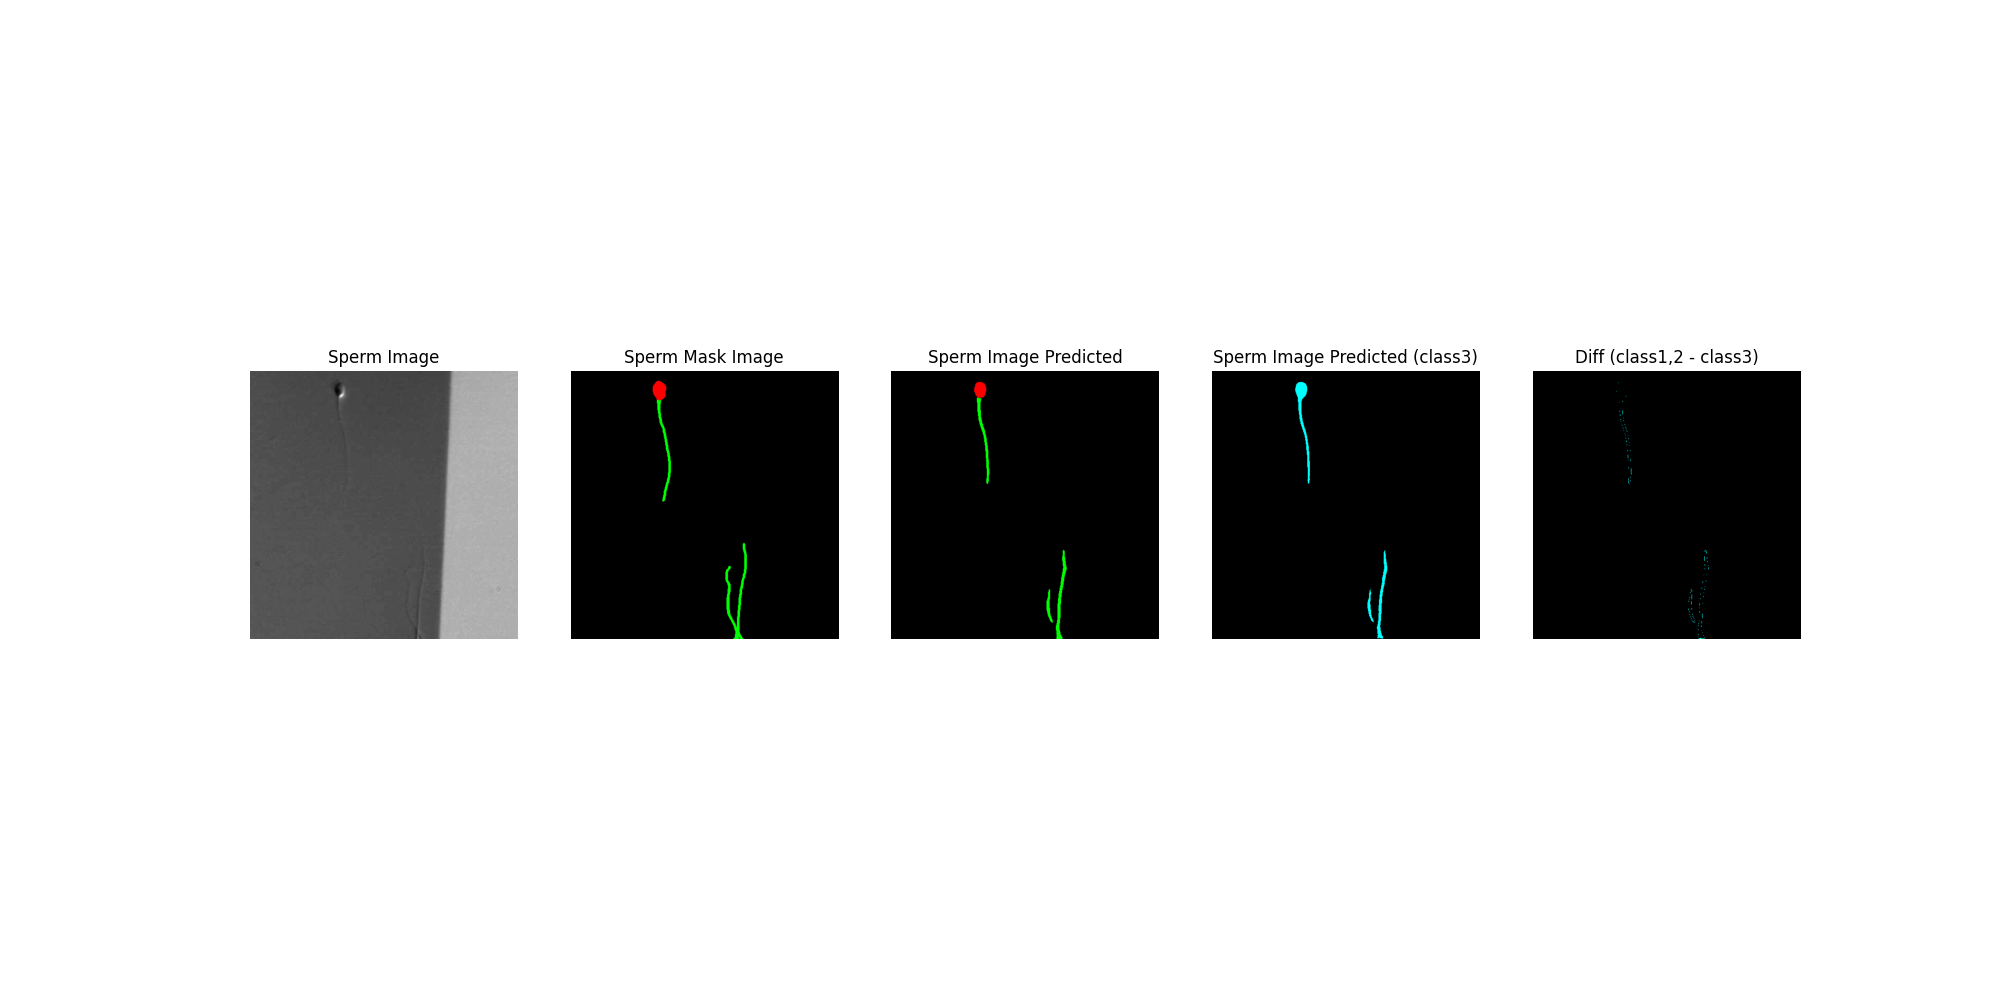 Sperm Image
Sperm Mask Image
Sperm Image Predicted
Sperm Image Predicted (class3)
Diff (class1,2 - class3)